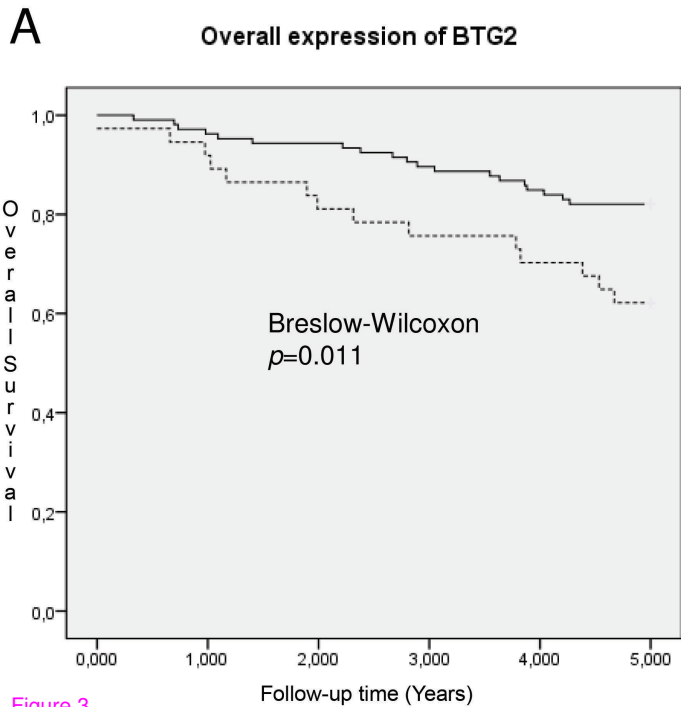 A
Overall expression of BTG2
1,0
0,8
0,6
0,4
0,2
0,0
Overall Survival
Breslow-Wilcoxon
p=0.011
0,000 1,000 2,000 3,000 4,000 5,000
Follow-up time (Years)
Figure 3